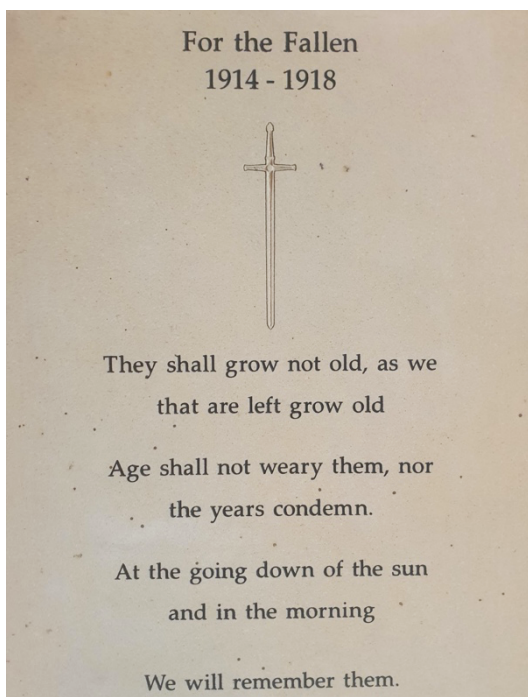 For the Fallen
1914 - 1918
They shall grow not old, as we
that are left grow old
Age shall not weary them, nor
the years condemn.
At the going down of the sun
and in the morning
We will remember them.